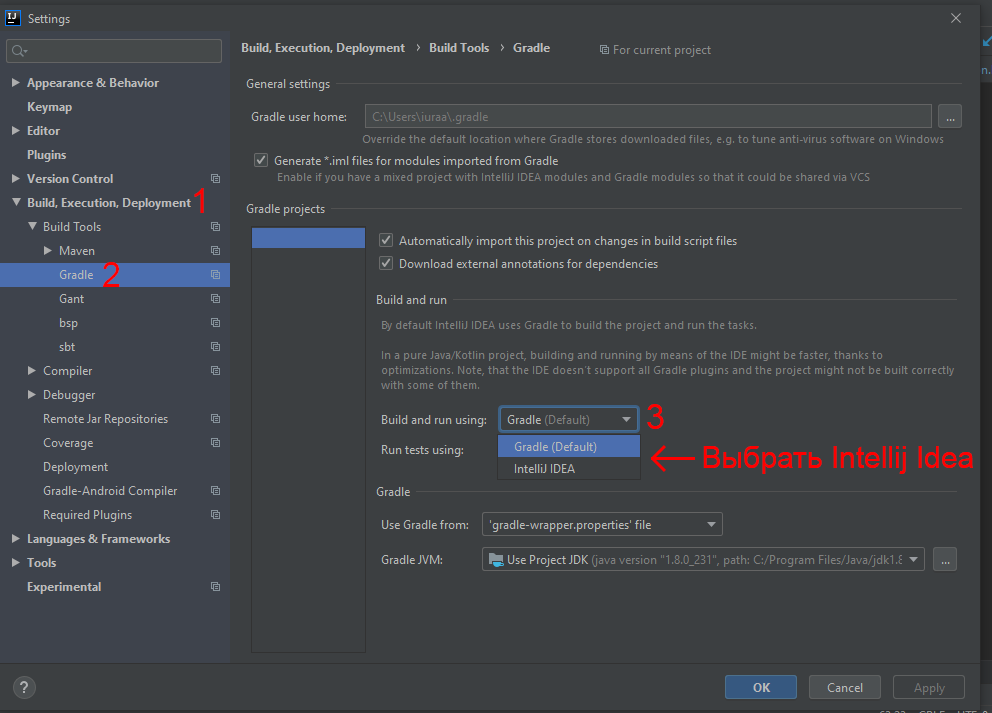 Settings
Build, Execution, Deployment › Build Tools › Gradle For current project
Appearance & Behavior
Keymap
Editor
Plugins
Version Control
Build, Execution, Deployment 1
Build Tools
Maven
Gradle 2
Gant
bsp
sbt
Compiler
Debugger
Remote Jar Repositories
Coverage
Deployment
Gradle-Android Compiler
Required Plugins
Languages & Frameworks
Tools
Experimental
General settings
Gradle user home: C:\Users\iuraa\.gradle ...
Override the default location where Gradle stores downloaded files, e.g. to tune anti-virus software on Windows
Generate *.iml files for modules imported from Gradle
Enable if you have a mixed project with IntelliJ IDEA modules and Gradle modules so that it could be shared via VCS
Gradle projects
Automatically import this project on changes in build script files
Download external annotations for dependencies
Build and run
By default IntelliJ IDEA uses Gradle to build the project and run the tasks.
In a pure Java/Kotlin project, building and running by means of the IDE might be faster, thanks to
optimizations. Note, that the IDE doesn't support all Gradle plugins and the project might not be built correctly
with some of them.
Build and run using: Gradle (Default) 3
Run tests using: Gradle (Default)
IntelliJ IDEA
Выбрать Intellij Idea
Gradle
Use Gradle from: 'gradle-wrapper.properties' file
Gradle JVM: Use Project JDK (java version "1.8.0_231", path: C:/Program Files/Java/jdk1.8 ...
? OK Cancel Apply